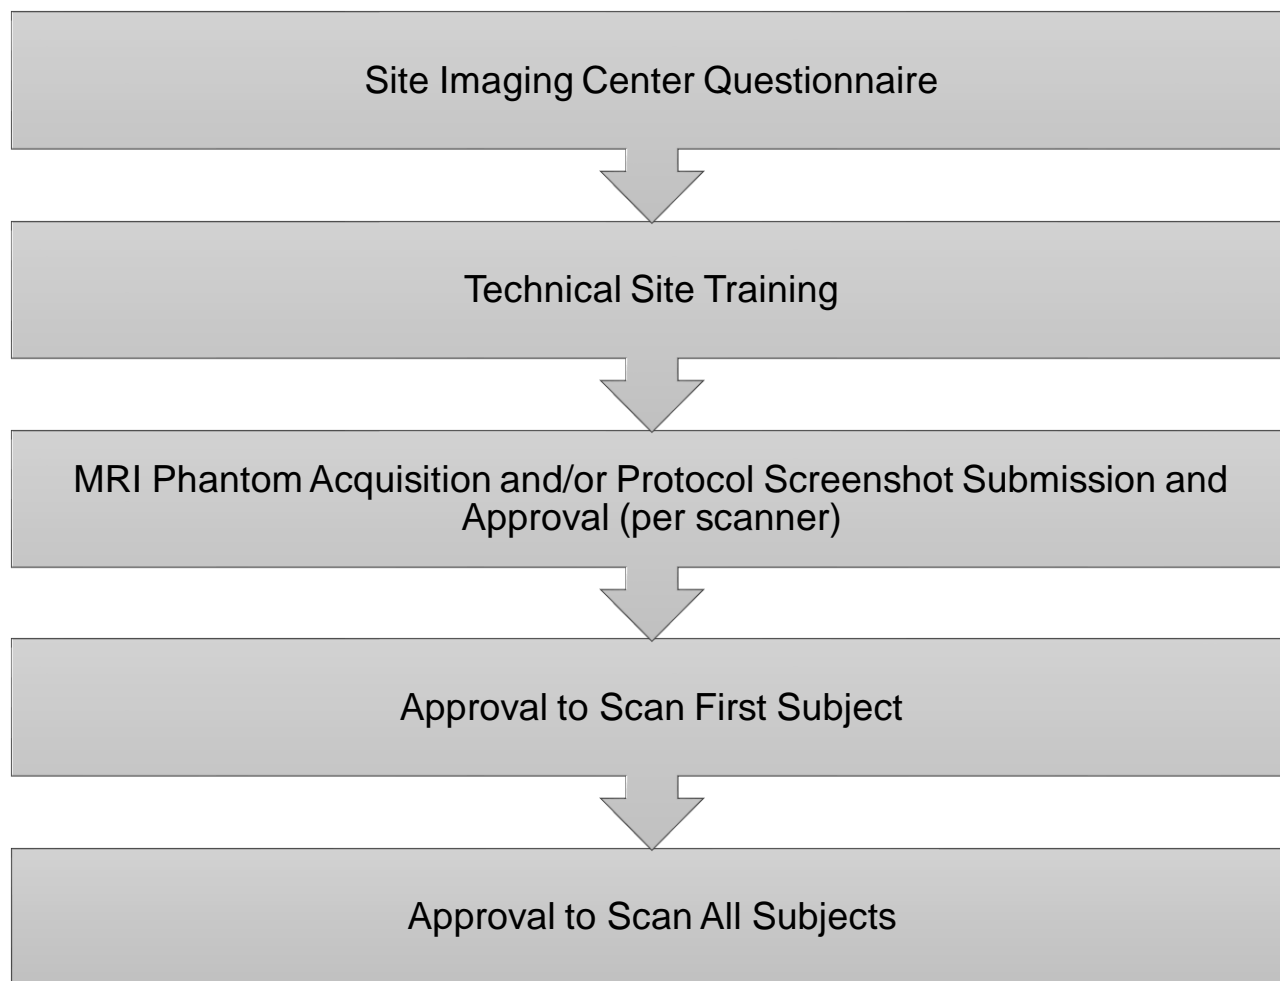 Site Imaging Center Questionnaire
Technical Site Training
MRI Phantom Acquisition and/or Protocol Screenshot Submission and
Approval (per scanner)
Approval to Scan First Subject
Approval to Scan All Subjects